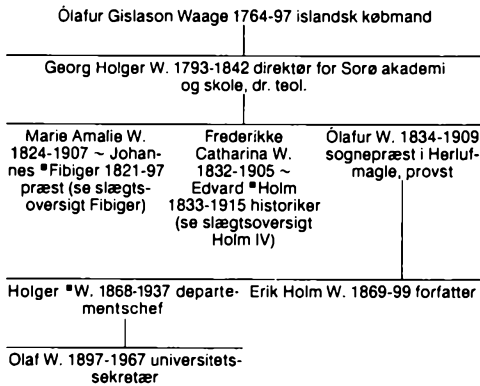 Ólafur Gislason Waage 1764-97 islandsk købmand
Georg Holger W. 1793-1842 direktør for Sorø akademi
og skole, dr. teol.
Marie Amalie W.
1824-1907 ~ Johan-
nes *Fibiger 1821-97
præst (se slægts-
oversigt Fibiger)
Frederikke
Catharina W.
1832-1905 ~
Edvard *Holm
1833-1915 historiker
(se slægtsoversigt
Holm IV)
Ólafur W. 1834-1909
sognepræst i Herluf-
magle, provst
Holger *W. 1868-1937 departe-
mentschef
Erik Holm W. 1869-99 forfatter
Olaf W. 1897-1967 universitets-
sekretær